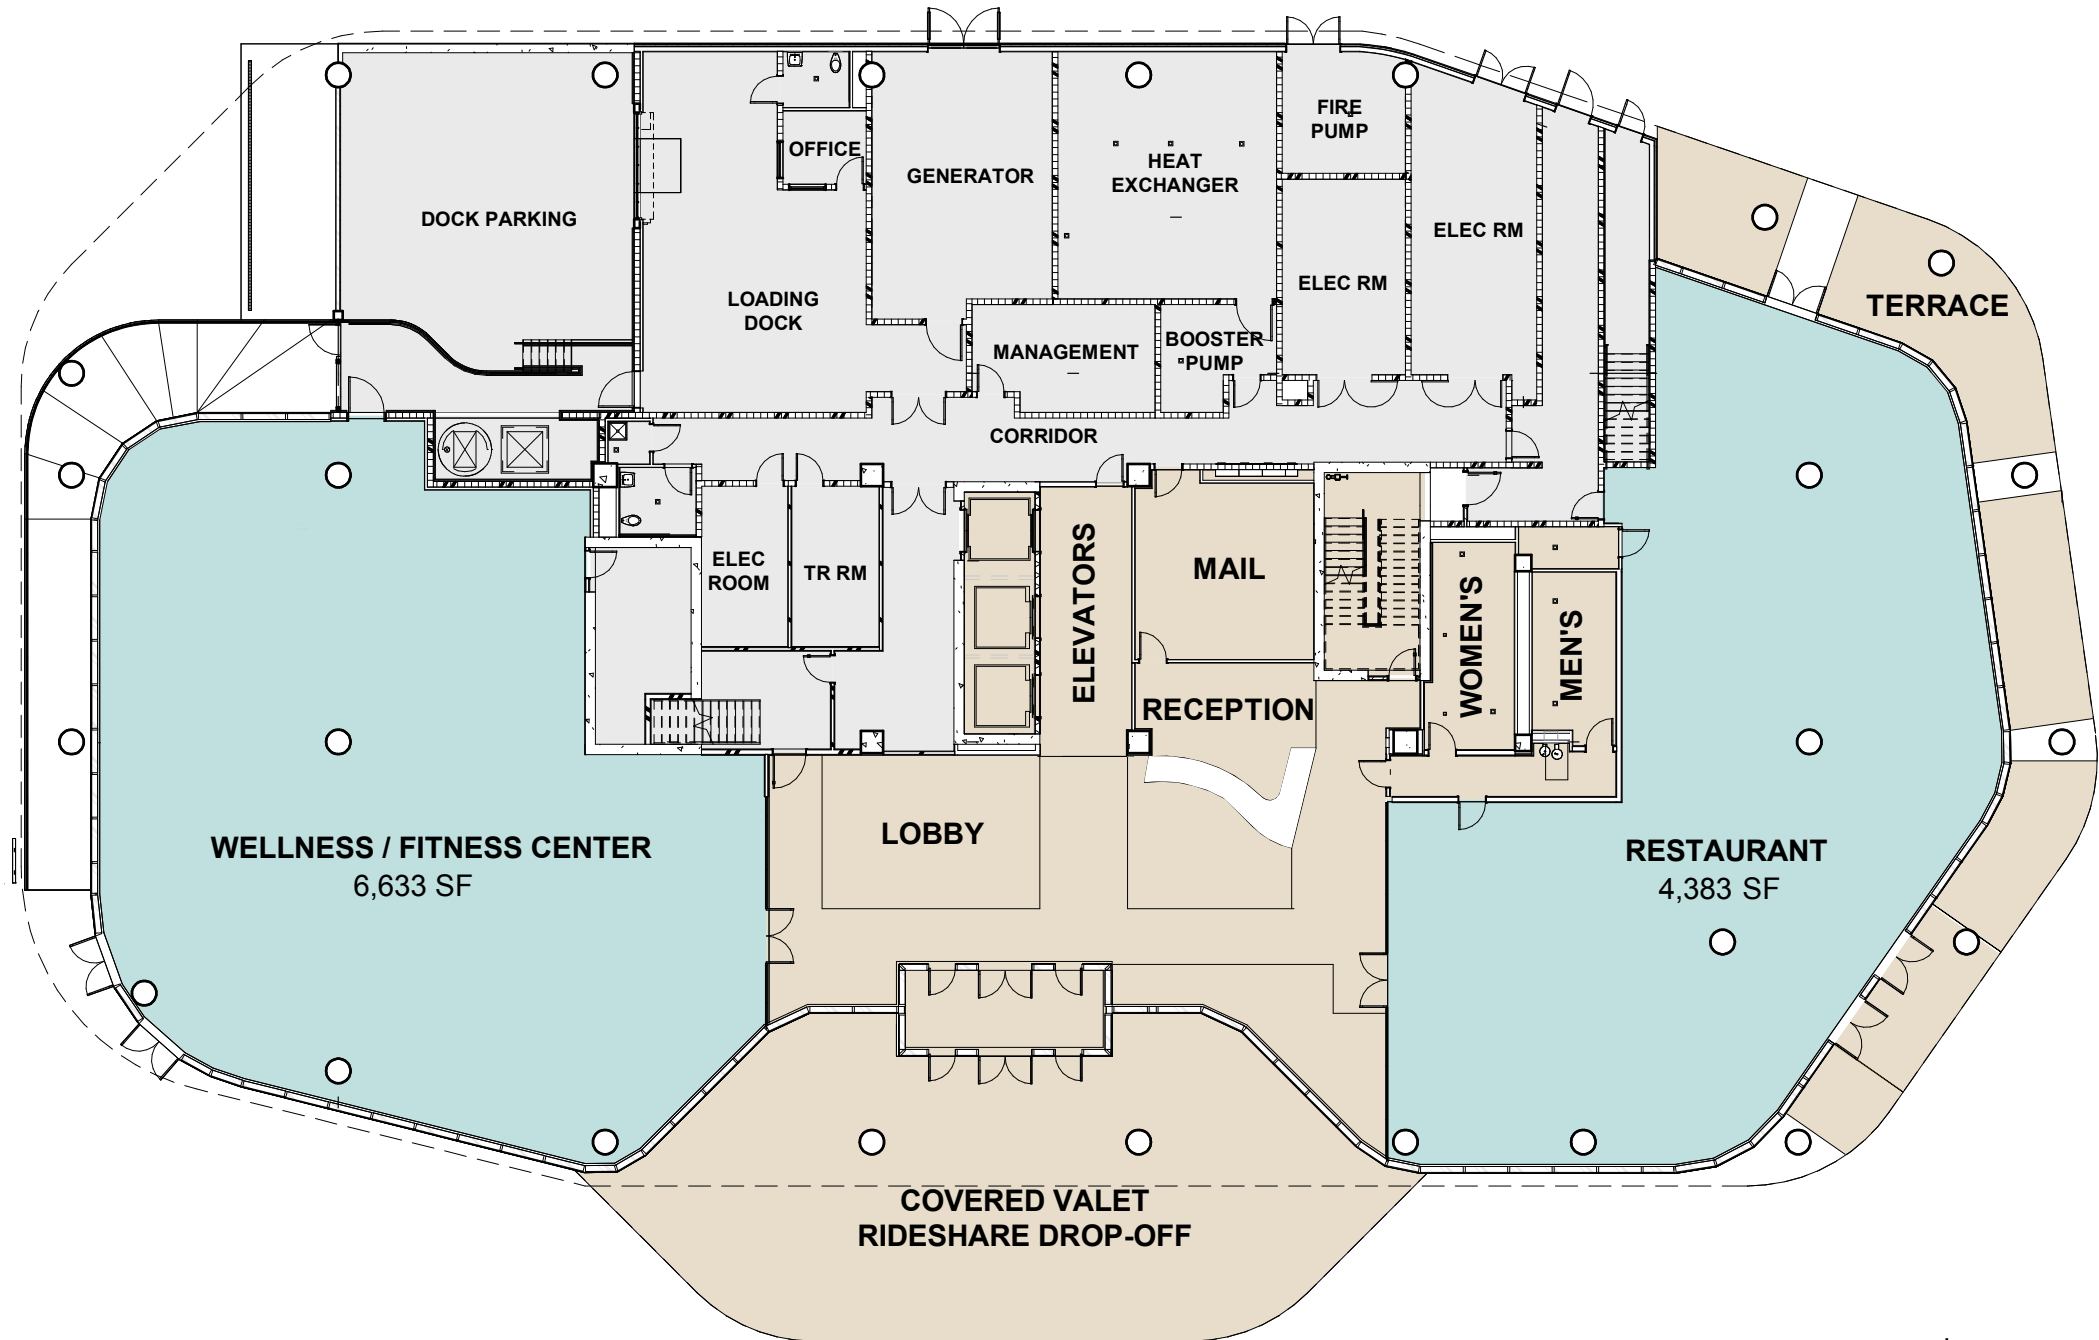 FIRE
PUMP
OFFICE
GENERATOR
HEAT
EXCHANGER
DOCK PARKING
ELEC RM
ELEC RM
LOADING
DOCK
TERRACE
MANAGEMENT
BOOSTER
PUMP
CORRIDOR
ELEVATORS
MAIL
ELEC
ROOM
TR RM
WOMEN'S
MEN'S
RECEPTION
LOBBY
WELLNESS / FITNESS CENTER
6,633 SF
RESTAURANT
4,383 SF
COVERED VALET
RIDESHARE DROP-OFF